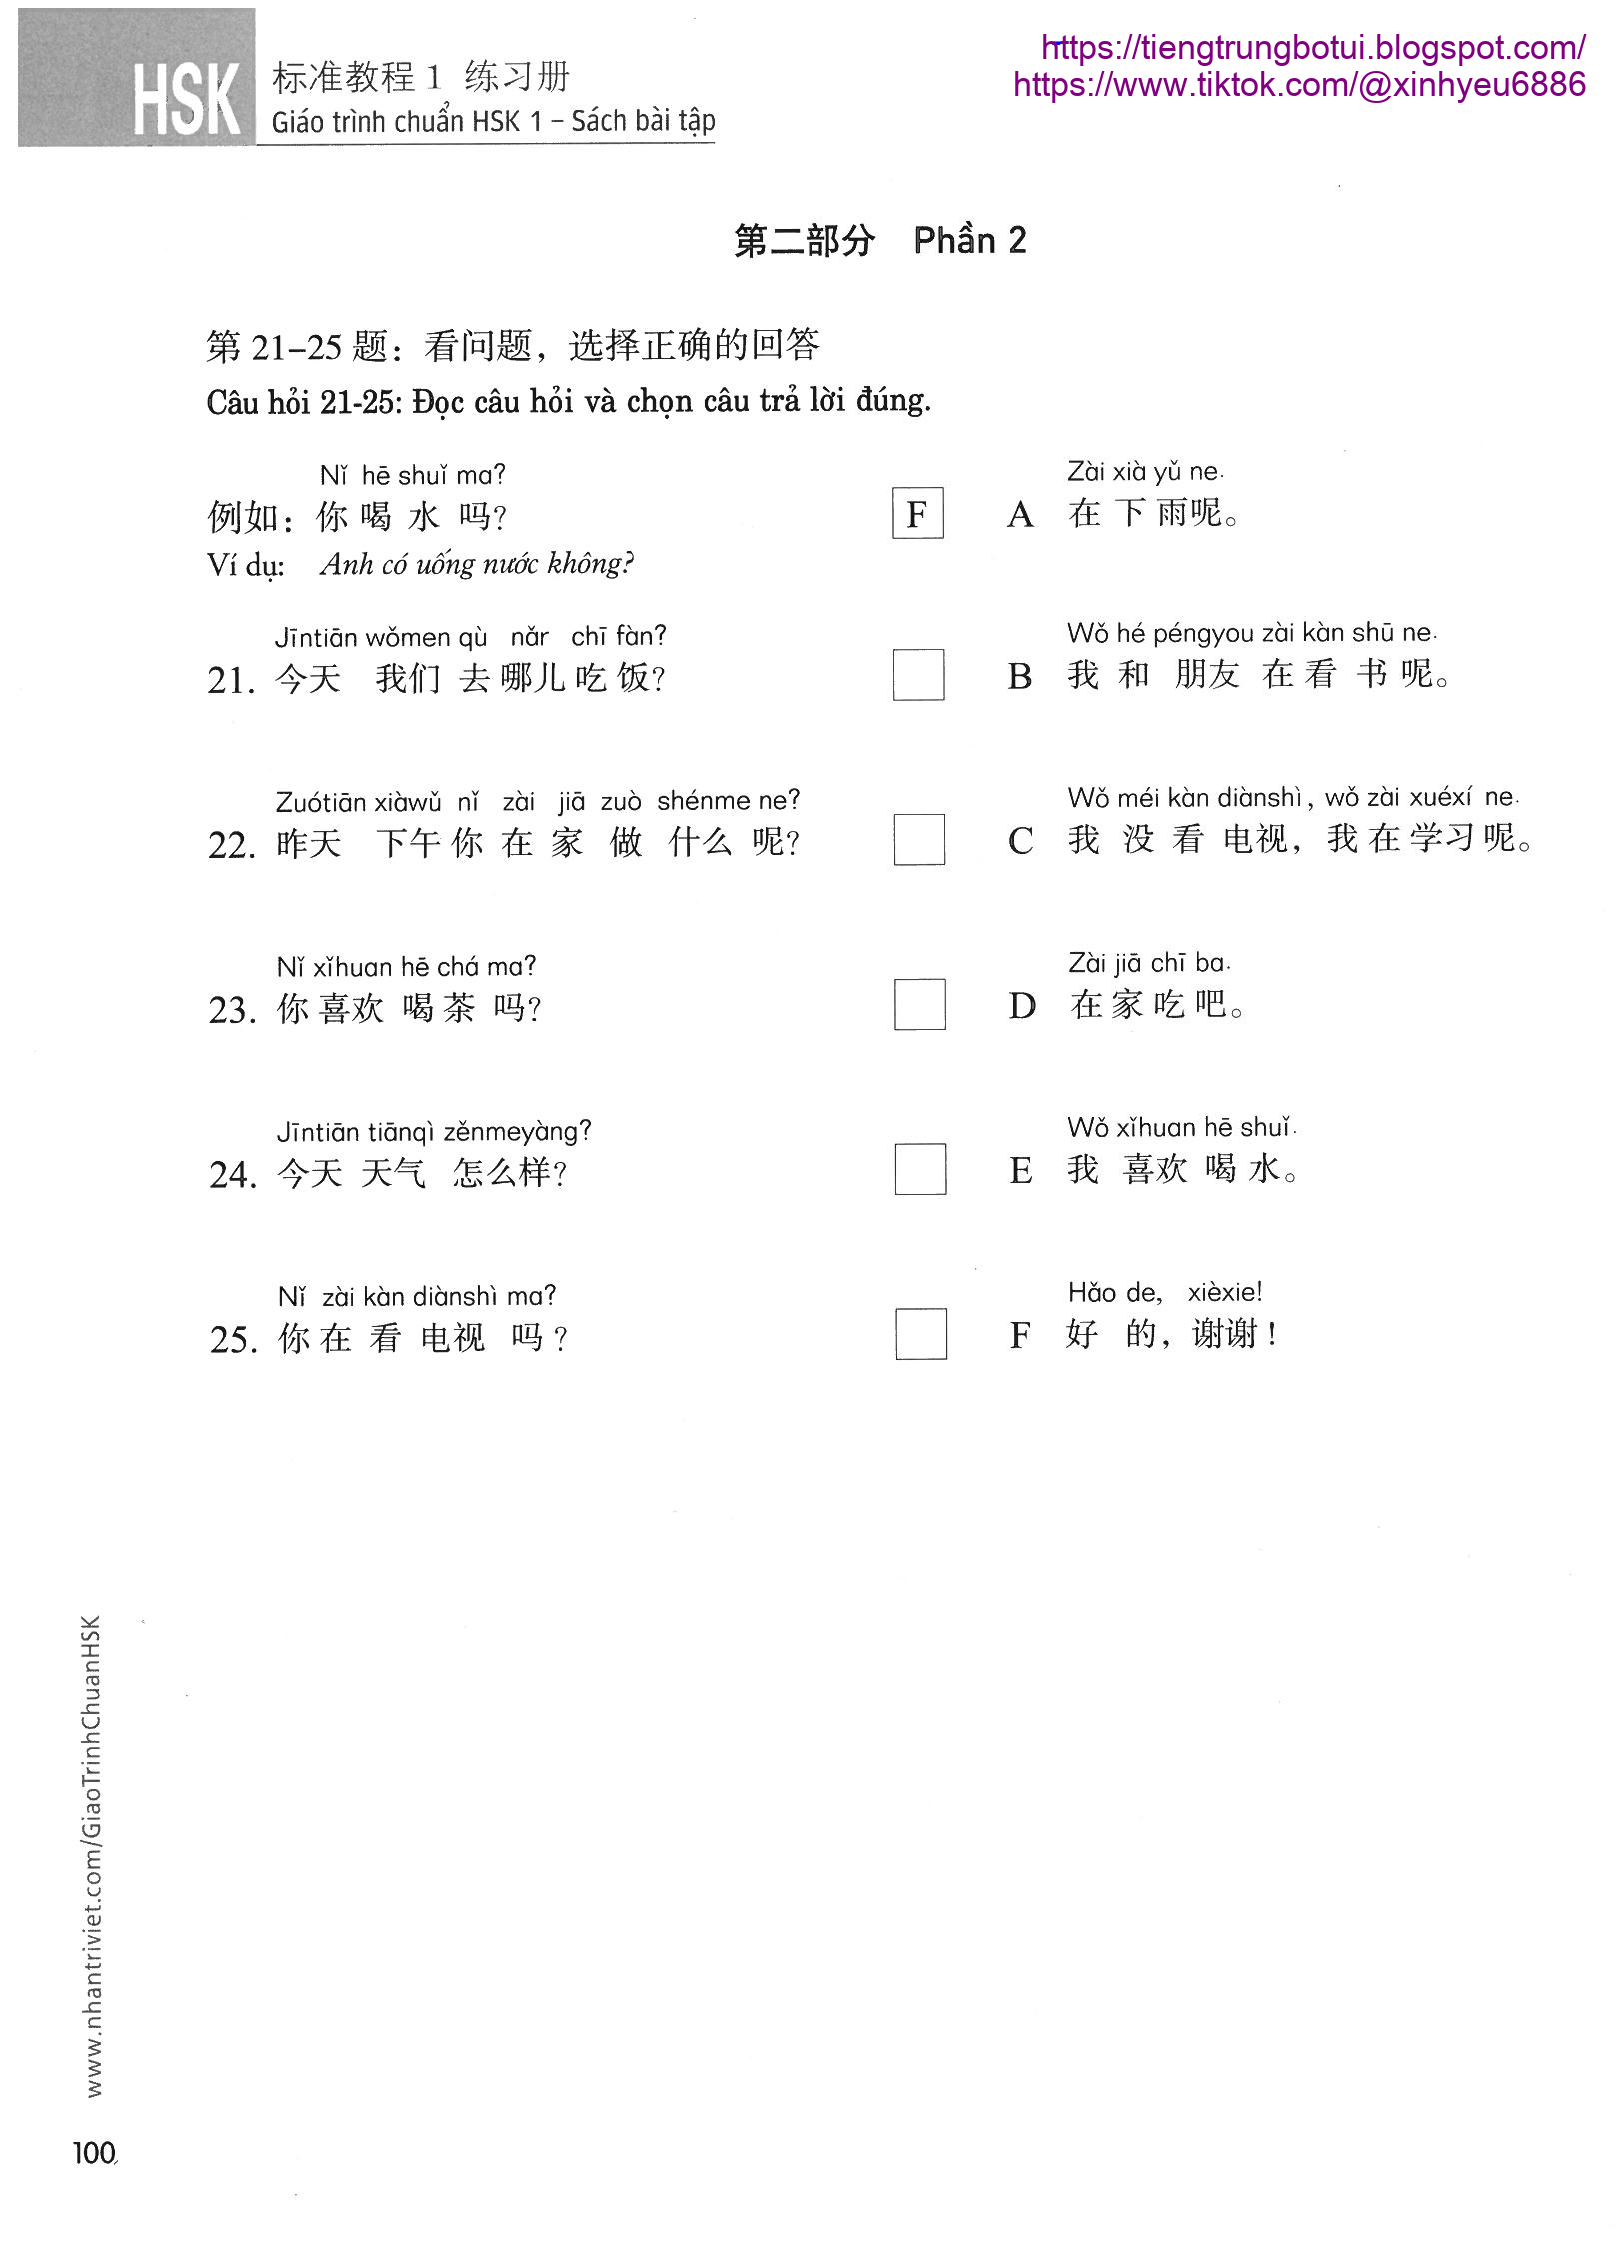 https://tiengtrungbotui.blogspot.com/
https://www.tiktok.com/@xinhyeu6886
HSK 标准教程 1 练习册
Giáo trình chuẩn HSK 1 – Sách bài tập
第二部分 Phần 2
第 21–25 题：看问题，选择正确的回答
Câu hỏi 21-25: Đọc câu hỏi và chọn câu trả lời đúng.
Nǐ hē shuǐ ma?
例如：你 喝 水 吗？ F
Ví dụ: Anh có uống nước không?
Zài xià yǔ ne.
A 在 下 雨呢。
Jīntiān wǒmen qù nǎr chī fàn?
21. 今天 我们 去 哪儿 吃 饭？
Wǒ hé péngyou zài kàn shū ne.
B 我 和 朋友 在 看 书 呢。
Zuótiān xiàwǔ nǐ zài jiā zuò shénme ne?
22. 昨天 下午 你 在 家 做 什么 呢？
Wǒ méi kàn diànshì, wǒ zài xuéxí ne.
C 我 没 看 电视，我 在 学习 呢。
Nǐ xǐhuan hē chá ma?
23. 你 喜欢 喝 茶 吗？
Zài jiā chī ba.
D 在 家 吃 吧。
Jīntiān tiānqì zěnmeyàng?
24. 今天 天气 怎么样？
Wǒ xǐhuan hē shuǐ.
E 我 喜欢 喝 水。
Nǐ zài kàn diànshì ma?
25. 你 在 看 电视 吗？
Hǎo de, xièxie!
F 好 的，谢谢！
www.nhantriviet.com/GiaoTrinhChuanHSK
100